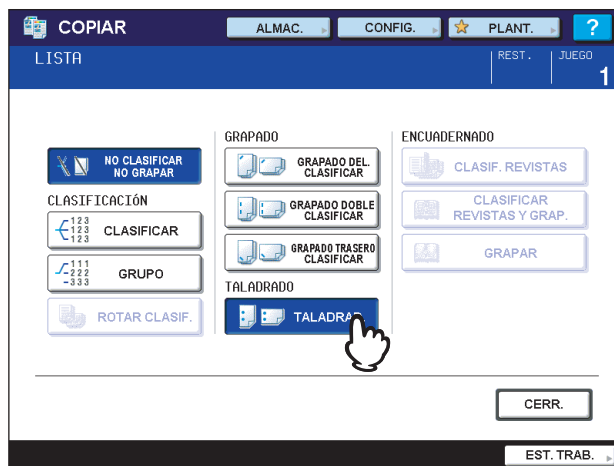 COPIAR
ALMAC.
CONFIG.
PLANT.
?
LISTA
REST.
JUEGO
1
NO CLASIFICAR
NO GRAPAR
CLASIFICACIÓN
123
123
123
CLASIFICAR
111
222
333
GRUPO
ROTAR CLASIF.
GRAPADO
GRAPADO DEL.
CLASIFICAR
GRAPADO DOBLE
CLASIFICAR
GRAPADO TRASERO
CLASIFICAR
TALADRADO
TALADRAD.
ENCUADERNADO
CLASIF. REVISTAS
CLASIFICAR
REVISTAS Y GRAP.
GRAPAR
CERR.
EST. TRAB.